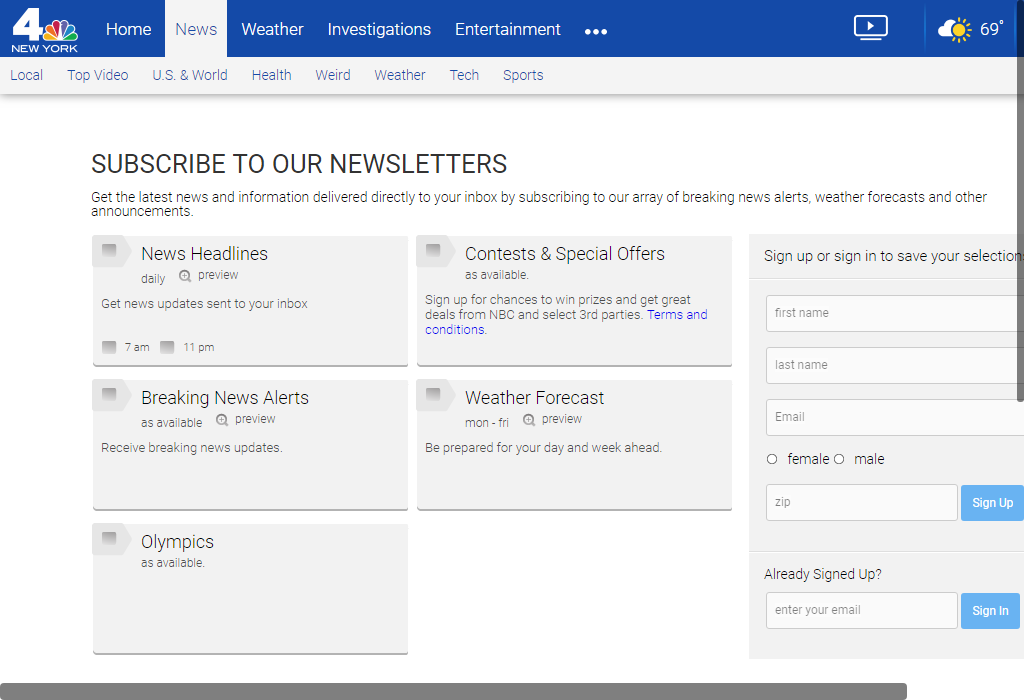 4
NEW YORK
Home
News
Weather
Investigations
Entertainment
69°
Local
Top Video
U.S. & World
Health
Weird
Weather
Tech
Sports
SUBSCRIBE TO OUR NEWSLETTERS
Get the latest news and information delivered directly to your inbox by subscribing to our array of breaking news alerts, weather forecasts and other
announcements.
News Headlines
daily
preview
Get news updates sent to your inbox
7 am
11 pm
Contests & Special Offers
as available.
Sign up for chances to win prizes and get great
deals from NBC and select 3rd parties. Terms and
conditions.
Breaking News Alerts
as available
preview
Receive breaking news updates.
Weather Forecast
mon - fri
preview
Be prepared for your day and week ahead.
Olympics
as available.
Sign up or sign in to save your selection
first name
last name
Email
female
male
zip
Sign Up
Already Signed Up?
enter your email
Sign In